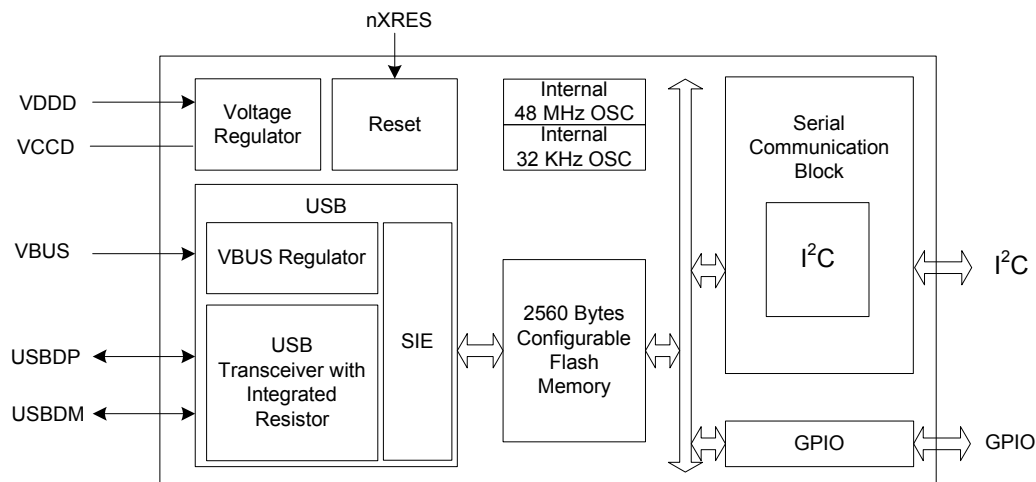 nXRES
VDDD
VCCD
Voltage
Regulator
Reset
Internal
48 MHz OSC
Internal
32 KHz OSC
Serial
Communication
Block
I²C
I²C
USB
VBUS
VBUS Regulator
SIE
USBDP
USBDM
USB
Transceiver with
Integrated
Resistor
2560 Bytes
Configurable
Flash
Memory
GPIO
GPIO